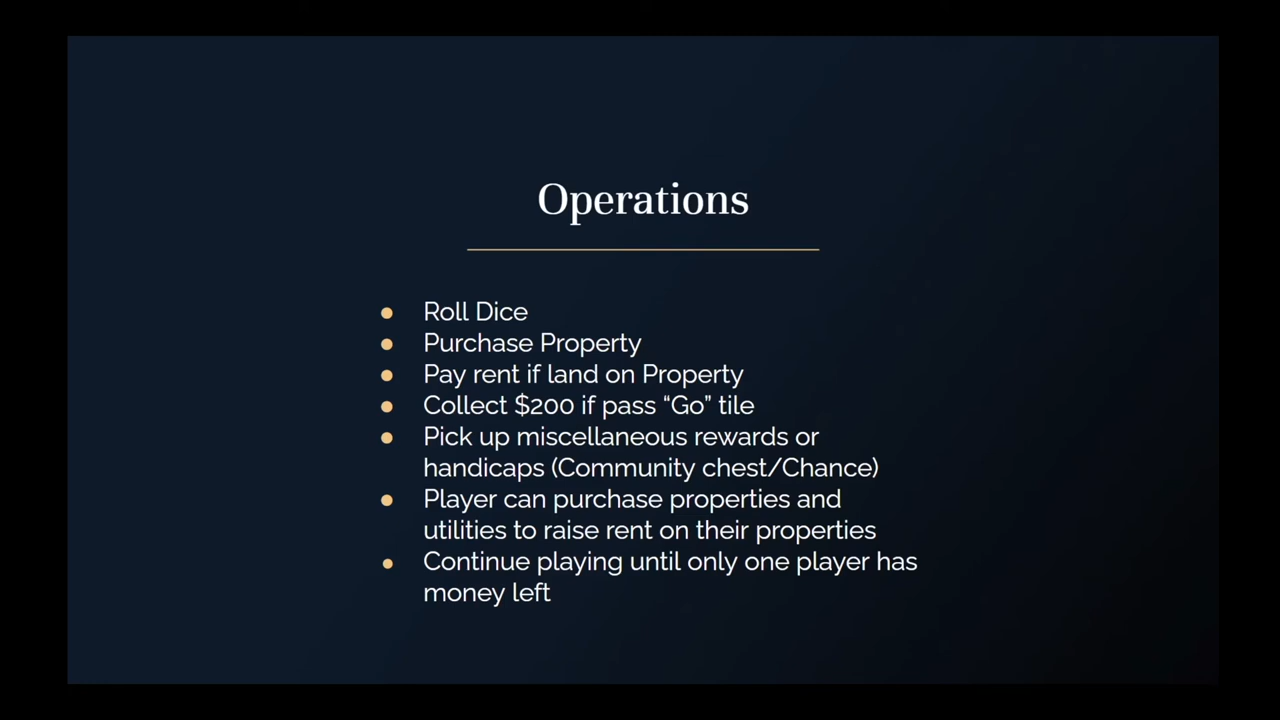 Operations
● Roll Dice
● Purchase Property
● Pay rent if land on Property
● Collect $200 if pass “Go” tile
● Pick up miscellaneous rewards or
handicaps (Community chest/Chance)
● Player can purchase properties and
utilities to raise rent on their properties
● Continue playing until only one player has
money left